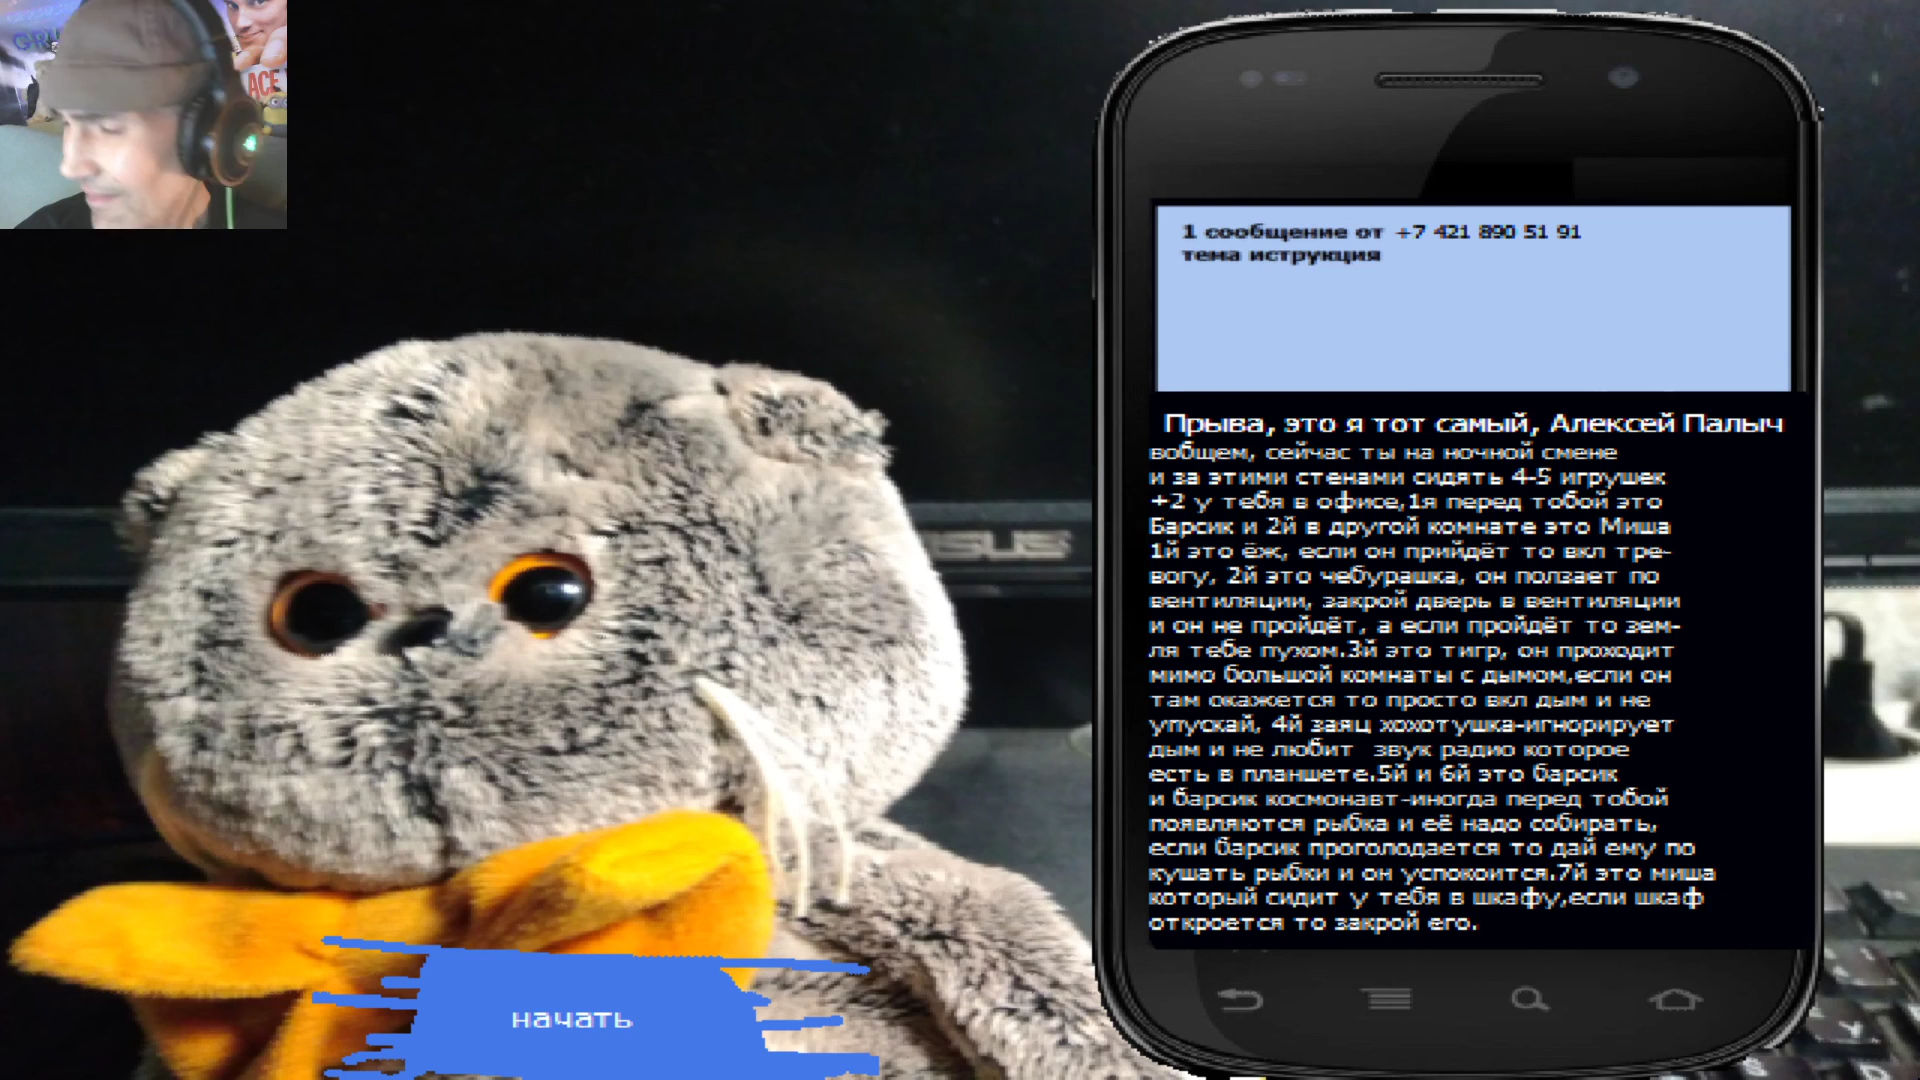 ACE
1 сообщение от +7 421 890 51 91
тема иструкция
Прыва, это я тот самый, Алексей Палыч
вобщем, сейчас ты на ночной смене
и за этими стенами сидять 4-5 игрушек
+2 у тебя в офисе,1я перед тобой это
Барсик и 2й в другой комнате это Миша
1й это ёж, если он прийдёт то вкл тре-
вогу, 2й это чебурашка, он ползает по
вентиляции, закрой дверь в вентиляции
и он не пройдёт, а если пройдёт то зем-
ля тебе пухом.3й это тигр, он проходит
мимо большой комнаты с дымом,если он
там окажется то просто вкл дым и не
упускай, 4й заяц хохотушка-игнорирует
дым и не любит звук радио которое
есть в планшете.5й и 6й это барсик
и барсик космонавт-иногда перед тобой
появляются рыбка и её надо собирать,
если барсик проголодается то дай ему по
кушать рыбки и он успокоится.7й это миша
который сидит у тебя в шкафу,если шкаф
откроется то закрой его.
начать